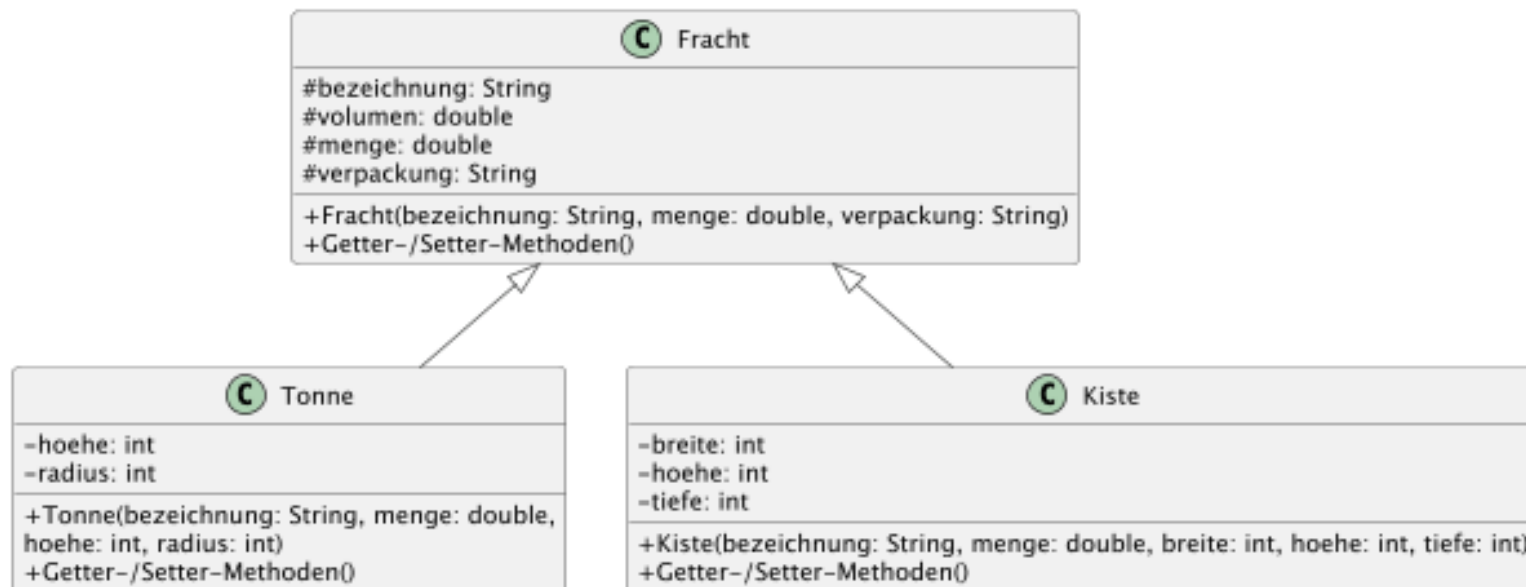 C Fracht
#bezeichnung: String
#volumen: double
#menge: double
#verpackung: String
+Fracht(bezeichnung: String, menge: double, verpackung: String)
+Getter-/Setter-Methoden()
C Tonne
-hoehe: int
-radius: int
+Tonne(bezeichnung: String, menge: double,
hoehe: int, radius: int)
+Getter-/Setter-Methoden()
C Kiste
-breite: int
-hoehe: int
-tiefe: int
+Kiste(bezeichnung: String, menge: double, breite: int, hoehe: int, tiefe: int)
+Getter-/Setter-Methoden()